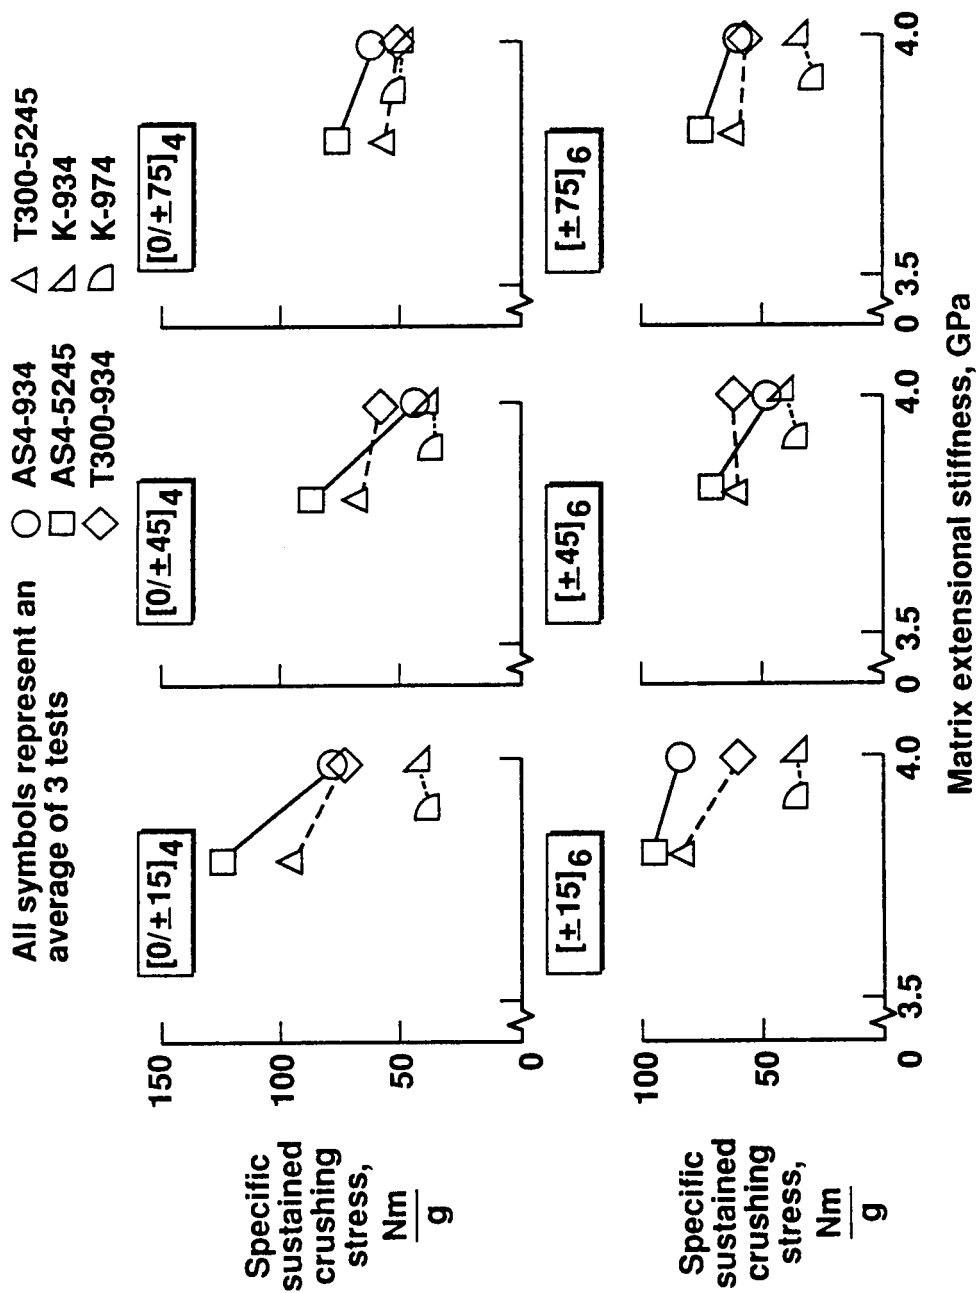 All symbols represent an
average of 3 tests
AS4-934
AS4-5245
T300-934
T300-5245
K-934
K-974
[0/±15]4
[0/±45]4
[0/±75]4
150
100
50
0
Specific
sustained
crushing
stress,
Nm
g
[±15]6
[±45]6
[±75]6
100
50
0
3.5
4.0
0
3.5
4.0
0
3.5
4.0
Specific
sustained
crushing
stress,
Nm
g
Matrix extensional stiffness, GPa